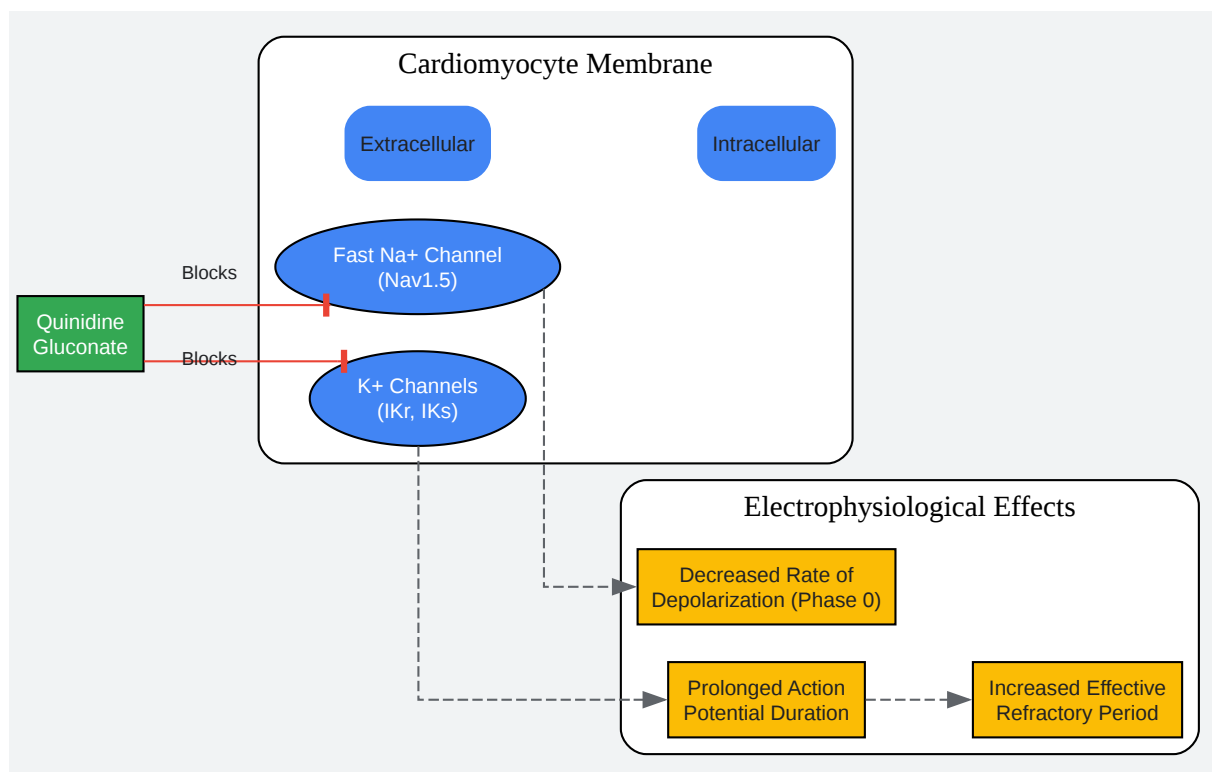 Cardiomyocyte Membrane
Extracellular
Intracellular
Fast Na+ Channel
(Nav1.5)
Blocks
Quinidine
Gluconate
Blocks
K+ Channels
(IKr, IKs)
Electrophysiological Effects
Decreased Rate of
Depolarization (Phase 0)
Prolonged Action
Potential Duration
Increased Effective
Refractory Period